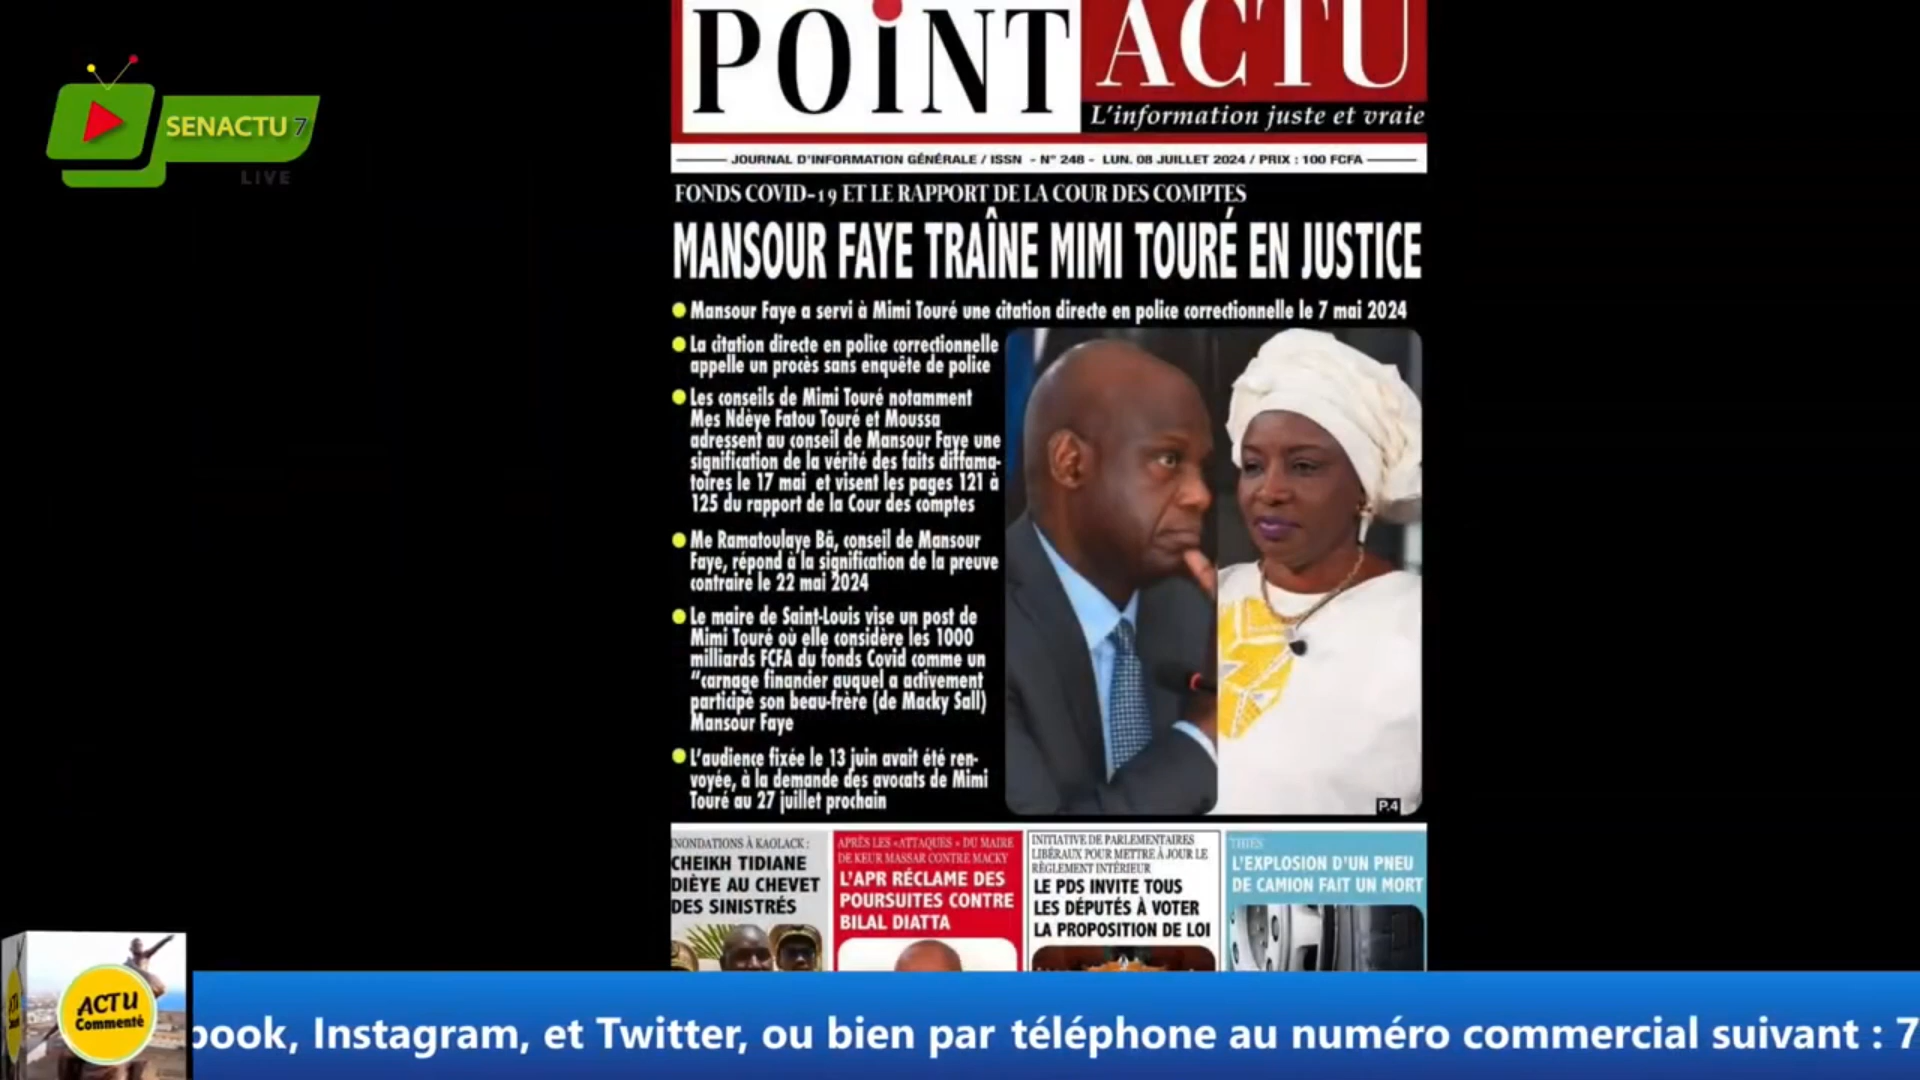 POiNT ACTU
L'information juste et vraie
SENACTU 7
LIVE
JOURNAL D'INFORMATION GÉNÉRALE / ISSN - N° 248 - LUN. 08 JUILLET 2024 / PRIX : 100 FCFA
FONDS COVID-19 ET LE RAPPORT DE LA COUR DES COMPTES
MANSOUR FAYE TRAÎNE MIMI TOURÉ EN JUSTICE
Mansour Faye a servi à Mimi Touré une citation directe en police correctionnelle le 7 mai 2024
La citation directe en police correctionnelle
appelle un procès sans enquête de police
Les conseils de Mimi Touré notamment
Mes Ndèye Fatou Touré et Moussa
adressent au conseil de Mansour Faye une
signification de la vérité des faits diffama-
toires le 17 mai et visent les pages 121 à
125 du rapport de la Cour des comptes
Me Ramatoulaye Bâ, conseil de Mansour
Faye, répond à la signification de la preuve
contraire le 22 mai 2024
Le maire de Saint-Louis vise un post de
Mimi Touré où elle considère les 1000
milliards FCFA du fonds Covid comme un
“carnage financier auquel a activement
participé son beau-frère (de Macky Sall)
Mansour Faye
L'audience fixée le 13 juin avait été ren-
voyée, à la demande des avocats de Mimi
Touré au 27 juillet prochain
P.4
INONDATIONS À KAOLACK :
CHEIKH TIDIANE
DIÈYE AU CHEVET
DES SINISTRÉS
APRÈS LES «ATTAQUES » DU MAIRE
DE KEUR MASSAR CONTRE MACKY
L'APR RÉCLAME DES
POURSUITES CONTRE
BILAL DIATTA
INITIATIVE DE PARLEMENTAIRES
LIBÉRAUX POUR METTRE À JOUR LE
RÈGLEMENT INTÉRIEUR
LE PDS INVITE TOUS
LES DÉPUTÉS À VOTER
LA PROPOSITION DE LOI
THIÈS
L'EXPLOSION D'UN PNEU
DE CAMION FAIT UN MORT
ACTU
Commenté
book, Instagram, et Twitter, ou bien par téléphone au numéro commercial suivant : 7